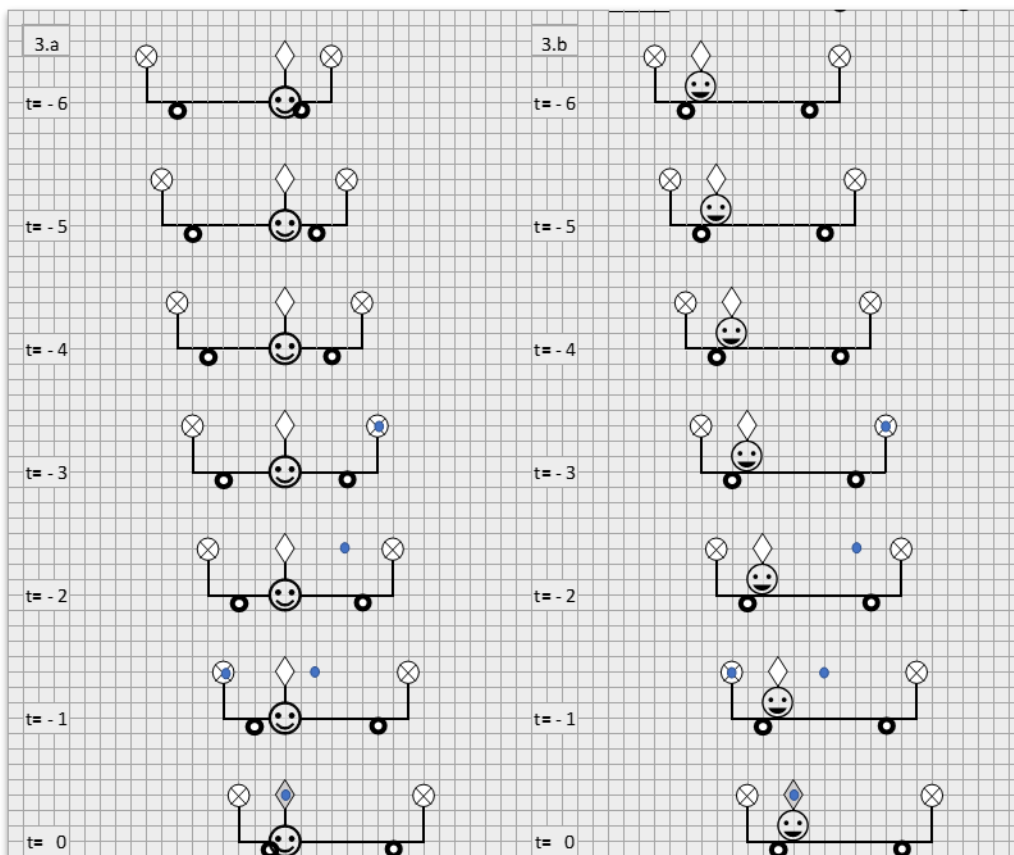 3.a 3.b
t= - 6 t= - 6
t= - 5 t= - 5
t= - 4 t= - 4
t= - 3 t= - 3
t= - 2 t= - 2
t= - 1 t= - 1
t= 0 t= 0